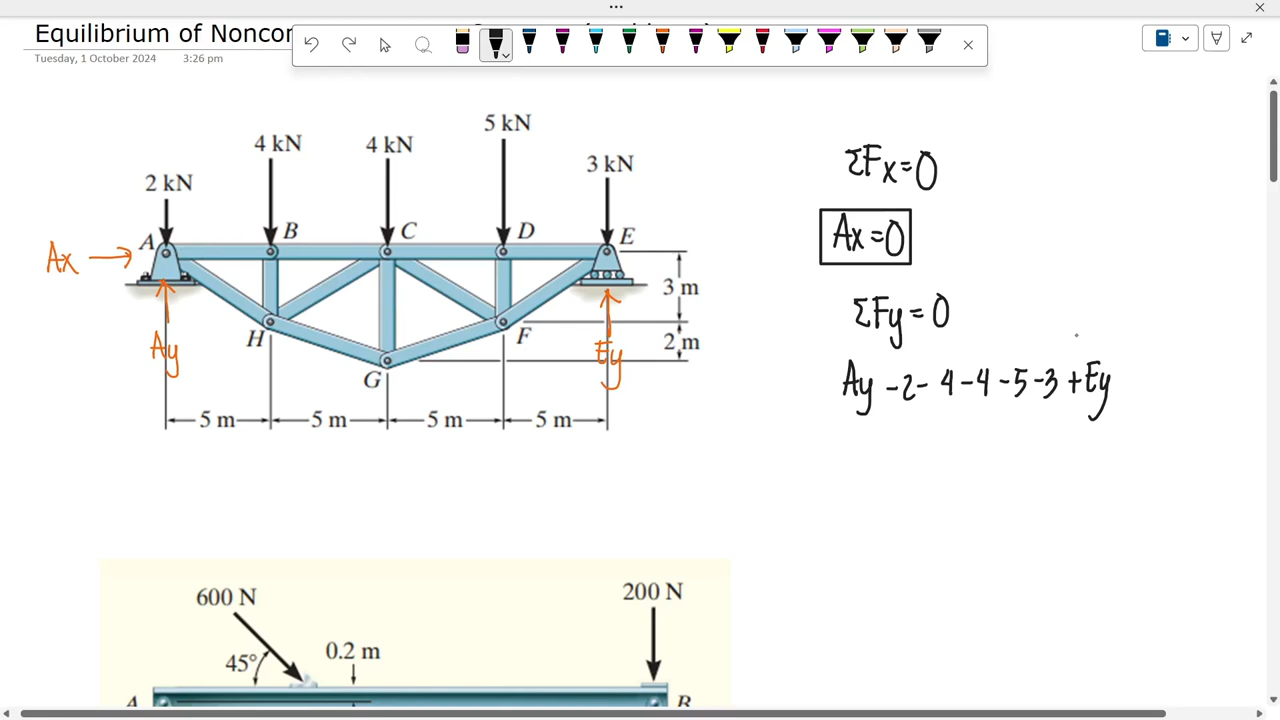 Equilibrium of Noncon
Tuesday, 1 October 2024 3:26 pm
5 kN
4 kN
4 kN
3 kN
2 kN
A
B
C
D
E
Ax
3 m
H
F
2 m
Ay
Ey
G
5 m
5 m
5 m
5 m
ΣFx=0
Ax=0
ΣFy=0
Ay -2- 4-4-5-3+Ey
600 N
200 N
45°
0.2 m
A
B